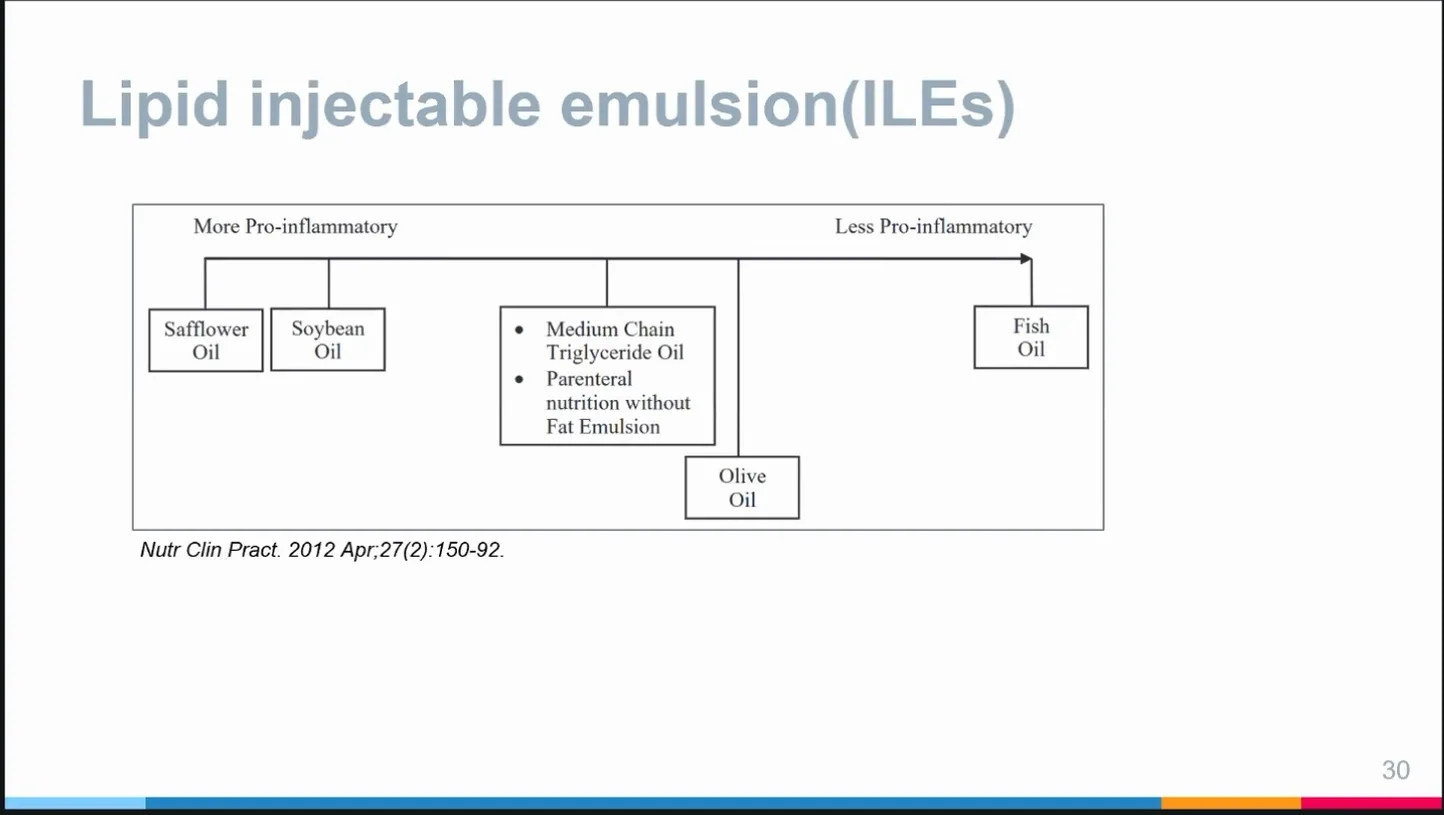 Lipid injectable emulsion(ILEs)
More Pro-inflammatory
Less Pro-inflammatory
Safflower
Oil
Soybean
Oil
• Medium Chain
Triglyceride Oil
• Parenteral
nutrition without
Fat Emulsion
Olive
Oil
Fish
Oil
Nutr Clin Pract. 2012 Apr;27(2):150-92.
30